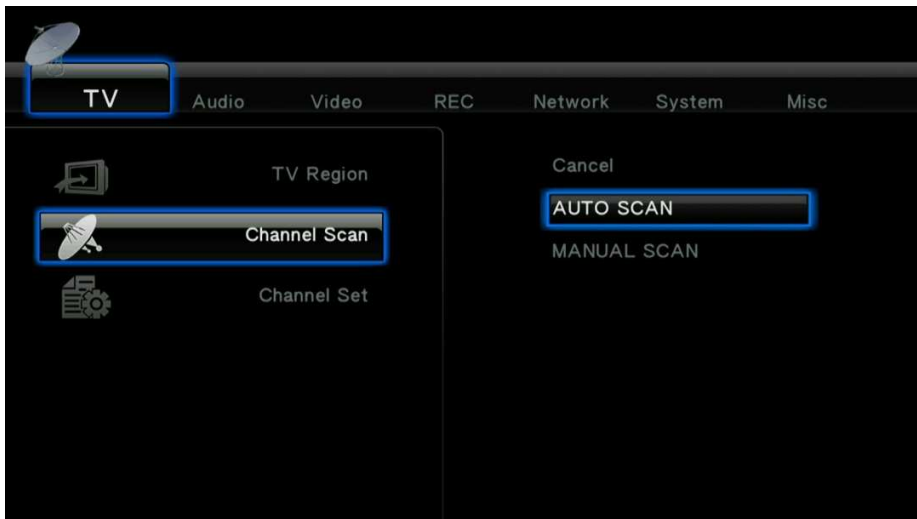 TV Audio Video REC Network System Misc
TV Region
Channel Scan
Channel Set
Cancel
AUTO SCAN
MANUAL SCAN